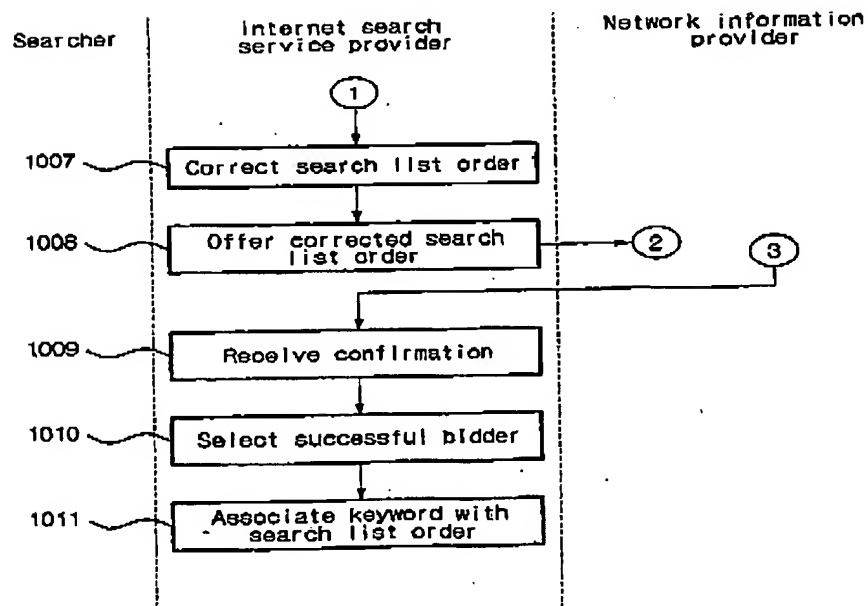 Searcher
Internet search
service provider
Network information
provider
1
1007
Correct search list order
1008
Offer corrected search
list order
2
3
1009
Receive confirmation
1010
Select successful bidder
1011
Associate keyword with
search list order